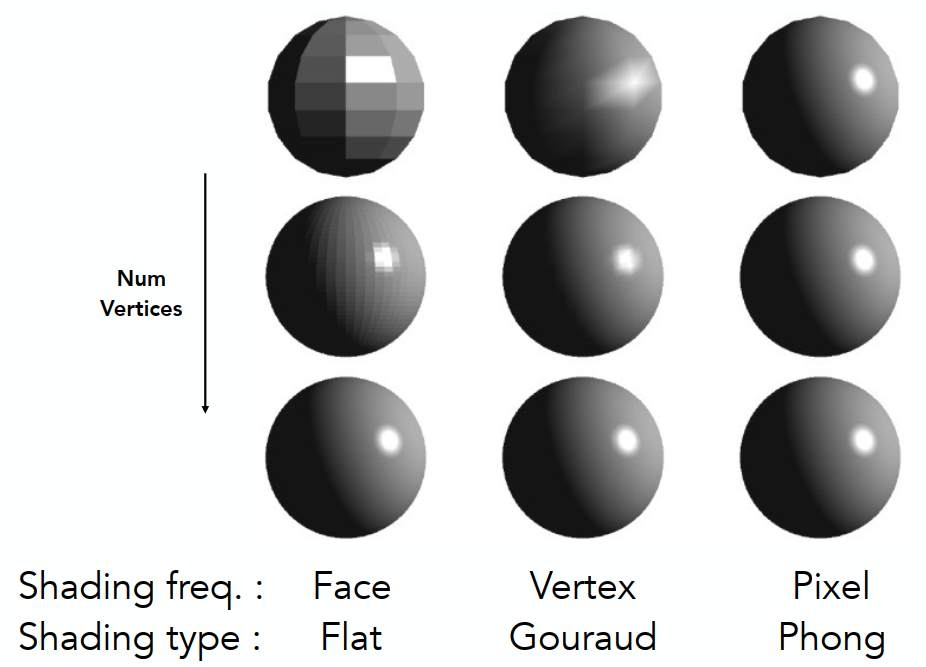 Num
Vertices
Shading freq. : Face Vertex Pixel
Shading type : Flat Gouraud Phong